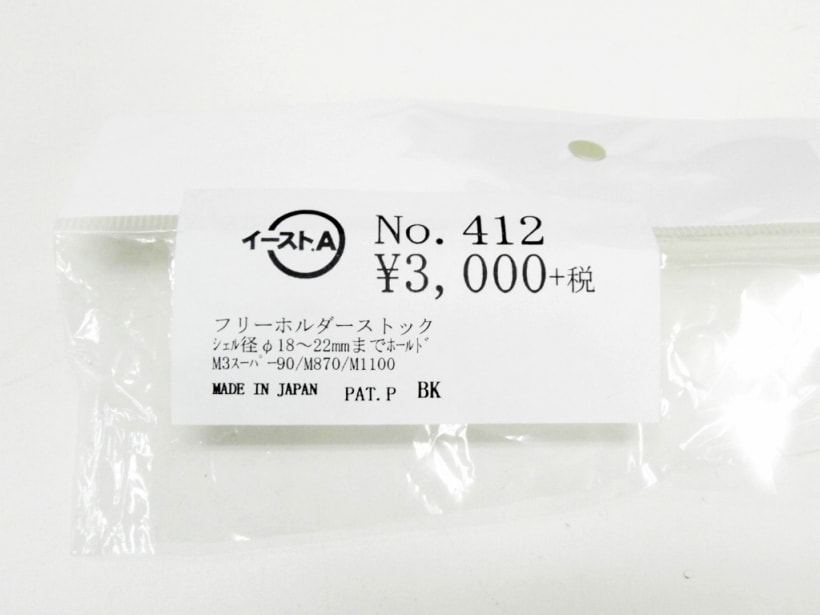 イースト.A
No. 412
¥3,000+税
フリーホルダーストック
ｼｪﾙ径φ18～22mmまでﾎｰﾙﾄﾞ
M3ｽｰﾊﾟｰ90/M870/M1100
MADE IN JAPAN PAT.P BK